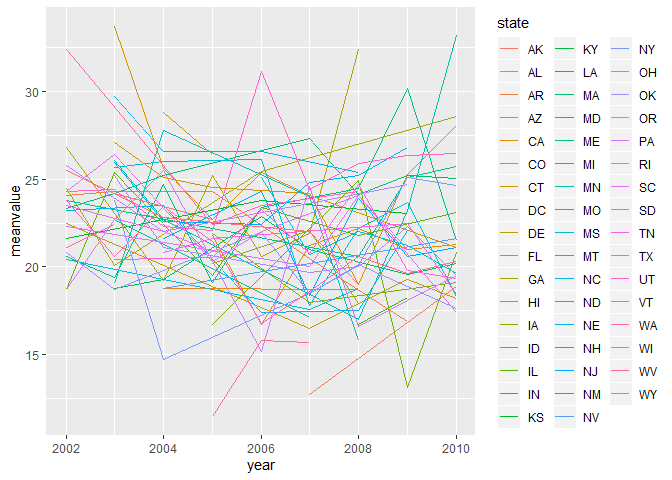 state
30
25
20
15
meanvalue
2002
2004
2006
2008
2010
year
AK
AL
AR
AZ
CA
CO
CT
DC
DE
FL
GA
HI
IA
ID
IL
IN
KS
KY
LA
MA
MD
ME
MI
MN
MO
MS
MT
NC
ND
NE
NH
NJ
NM
NV
NY
OH
OK
OR
PA
RI
SC
SD
TN
TX
UT
VT
WA
WI
WV
WY